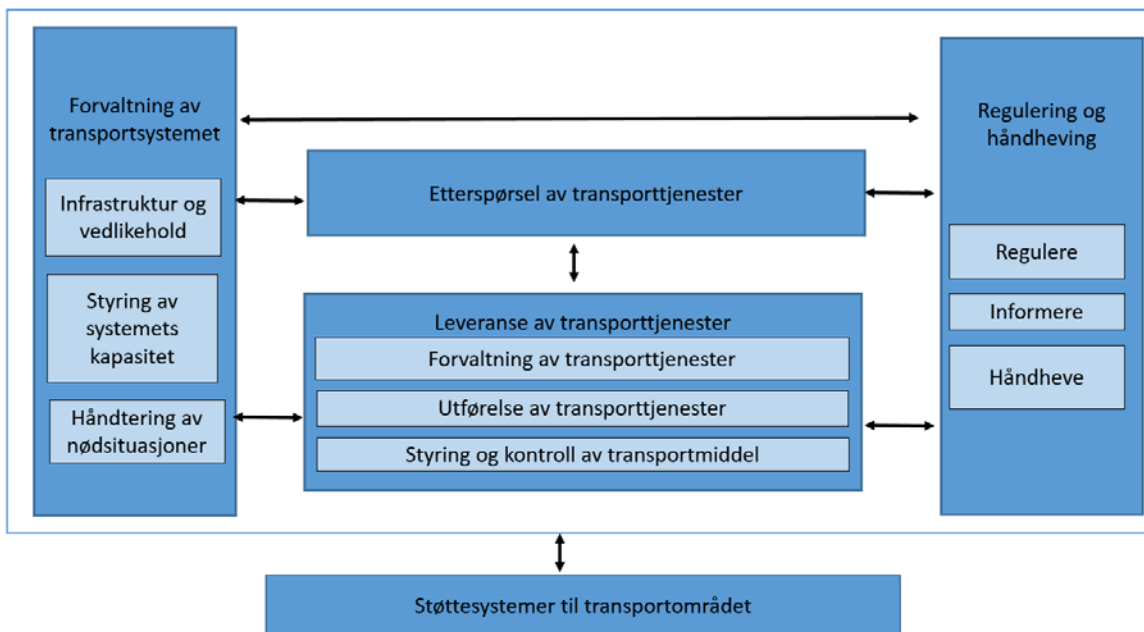 Forvaltning av
transportsystemet
Infrastruktur og
vedlikehold
Styring av
systemets
kapasitet
Håndtering av
nødsituasjoner
Etterspørsel av transporttjenester
Leveranse av transporttjenester
Forvaltning av transporttjenester
Utførelse av transporttjenester
Styring og kontroll av transportmiddel
Regulering og
håndheving
Regulere
Informere
Håndheve
Støttesystemer til transportområdet